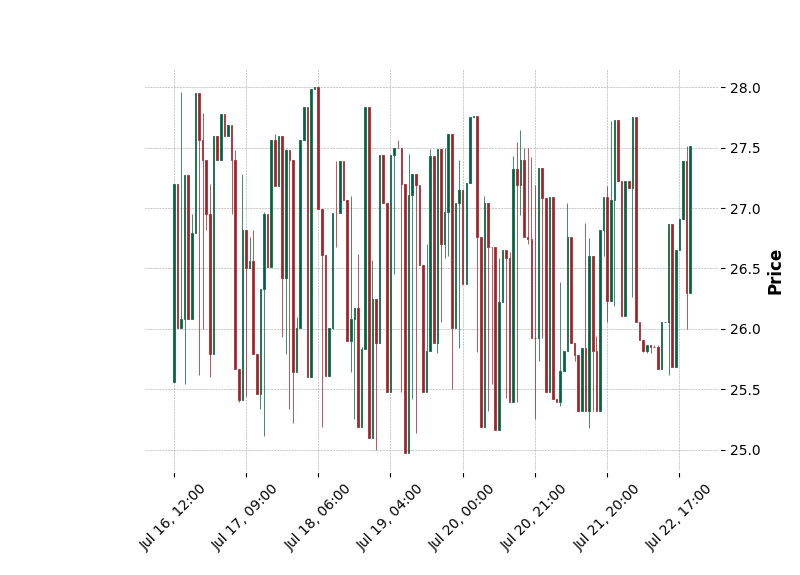 28.0
27.5
27.0
26.5
26.0
25.5
25.0
Price
Jul 16, 12:00
Jul 17, 09:00
Jul 18, 06:00
Jul 19, 04:00
Jul 20, 00:00
Jul 20, 21:00
Jul 21, 20:00
Jul 22, 17:00